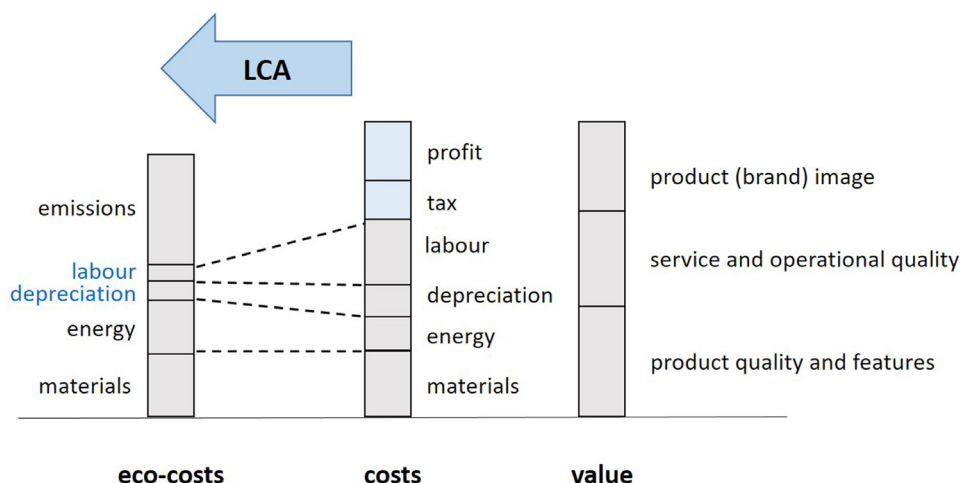 LCA
emissions
labour
depreciation
energy
materials
profit
tax
labour
depreciation
energy
materials
product (brand) image
service and operational quality
product quality and features
eco-costs
costs
value